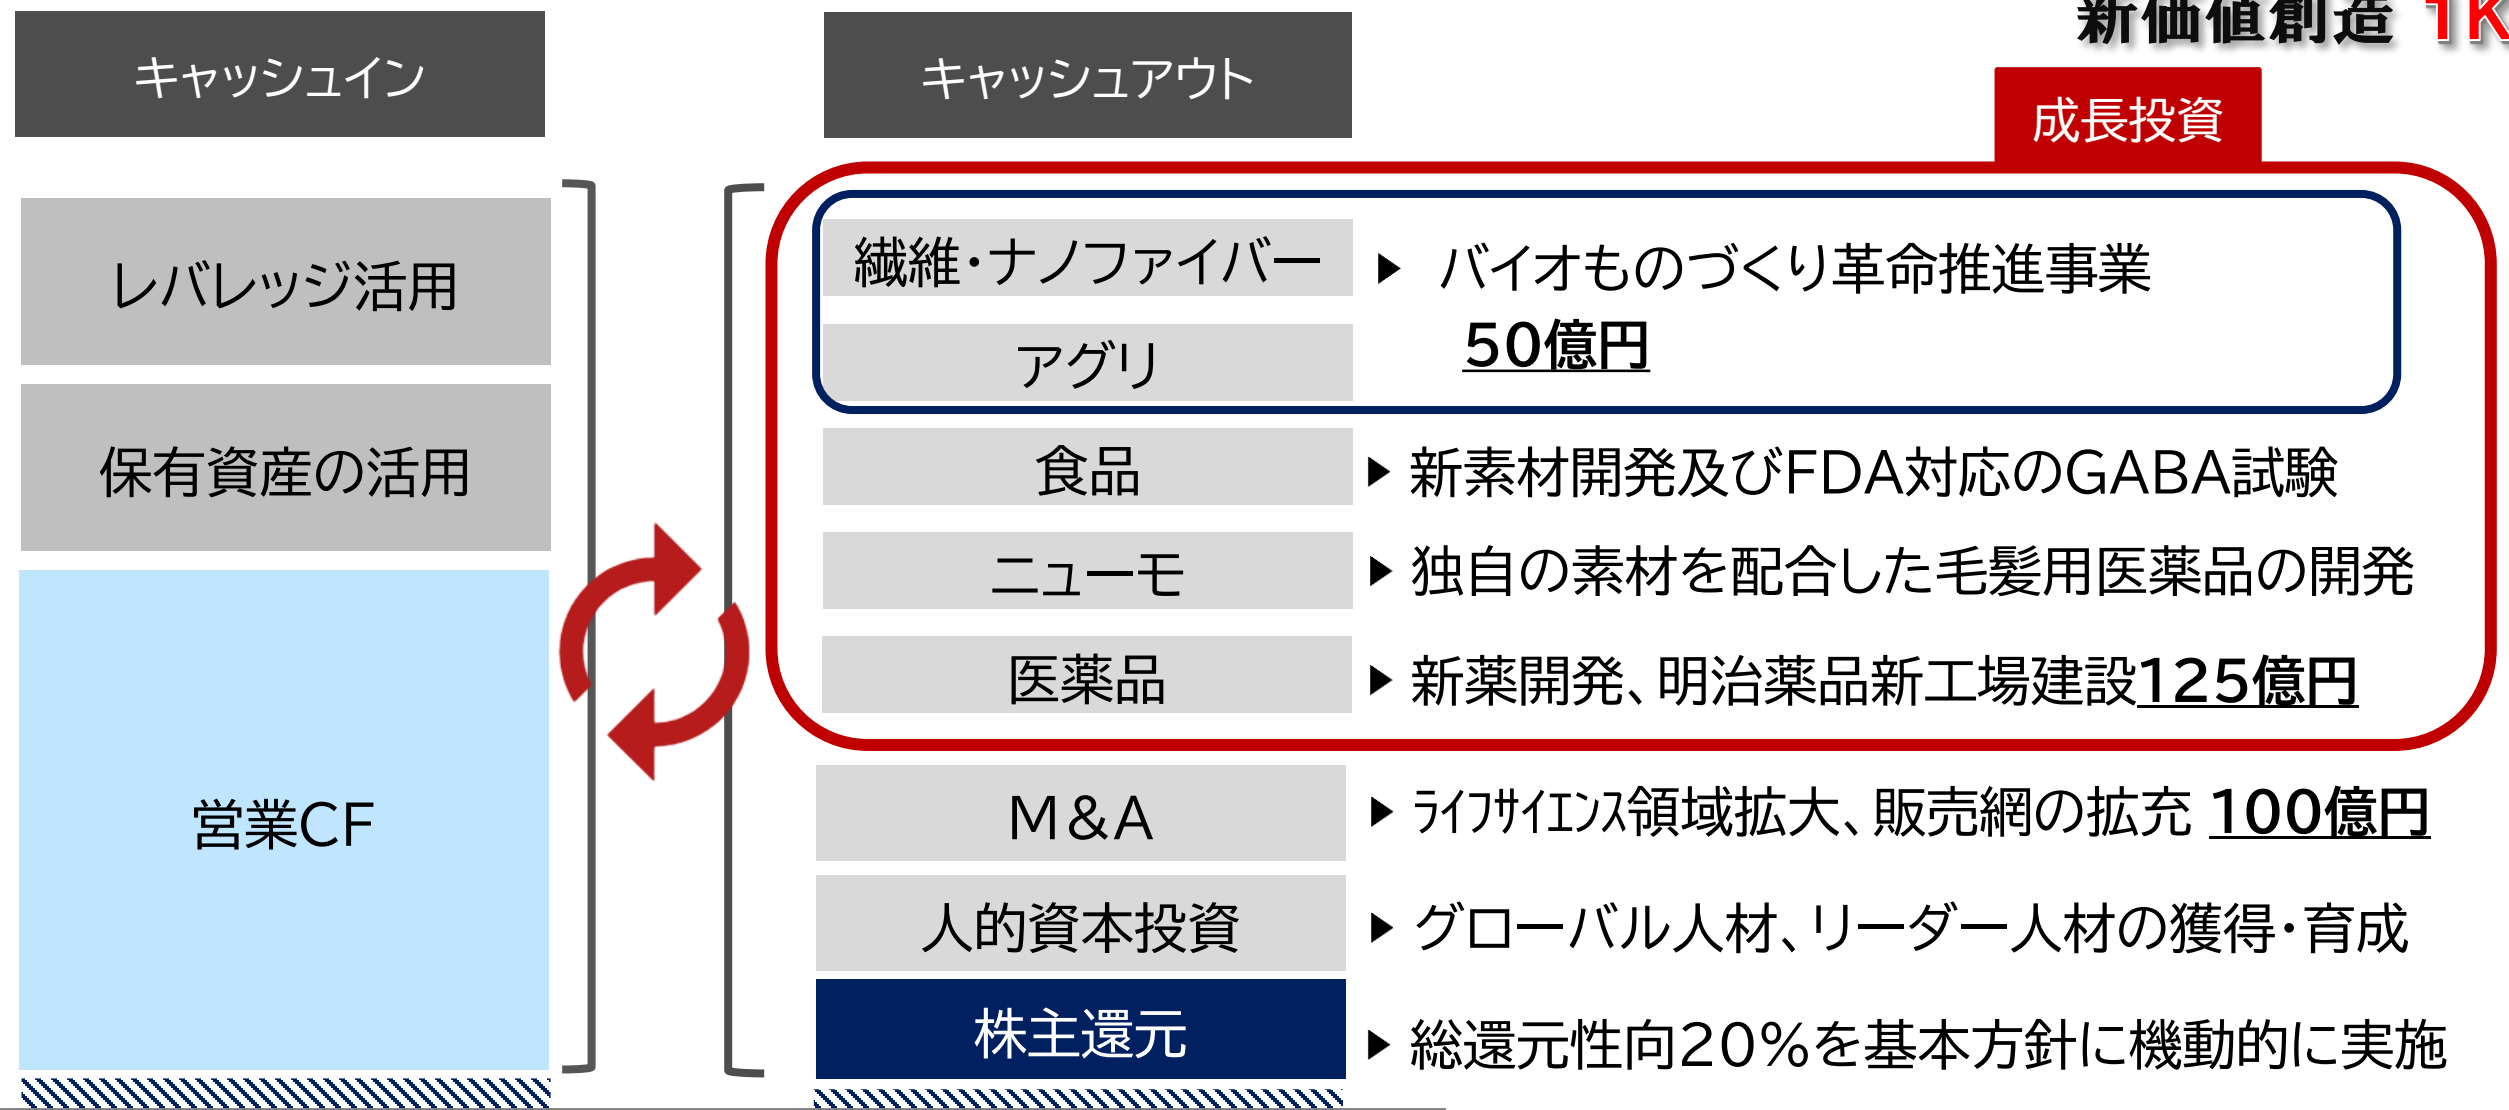 新価値創造 1K
キャッシュイン
キャッシュアウト
成長投資
レバレッジ活用
保有資産の活用
営業CF
繊維・ナノファイバー
▶ バイオものづくり革命推進事業
50億円
アグリ
食品
▶ 新素材開発及びFDA対応のGABA試験
ニューモ
▶ 独自の素材を配合した毛髪用医薬品の開発
医薬品
▶ 新薬開発、明治薬品新工場建設125億円
M&A
▶ ライフサイエンス領域拡大、販売網の拡充 100億円
人的資本投資
▶ グローバル人材、リーダー人材の獲得・育成
株主還元
▶ 総還元性向20%を基本方針に機動的に実施